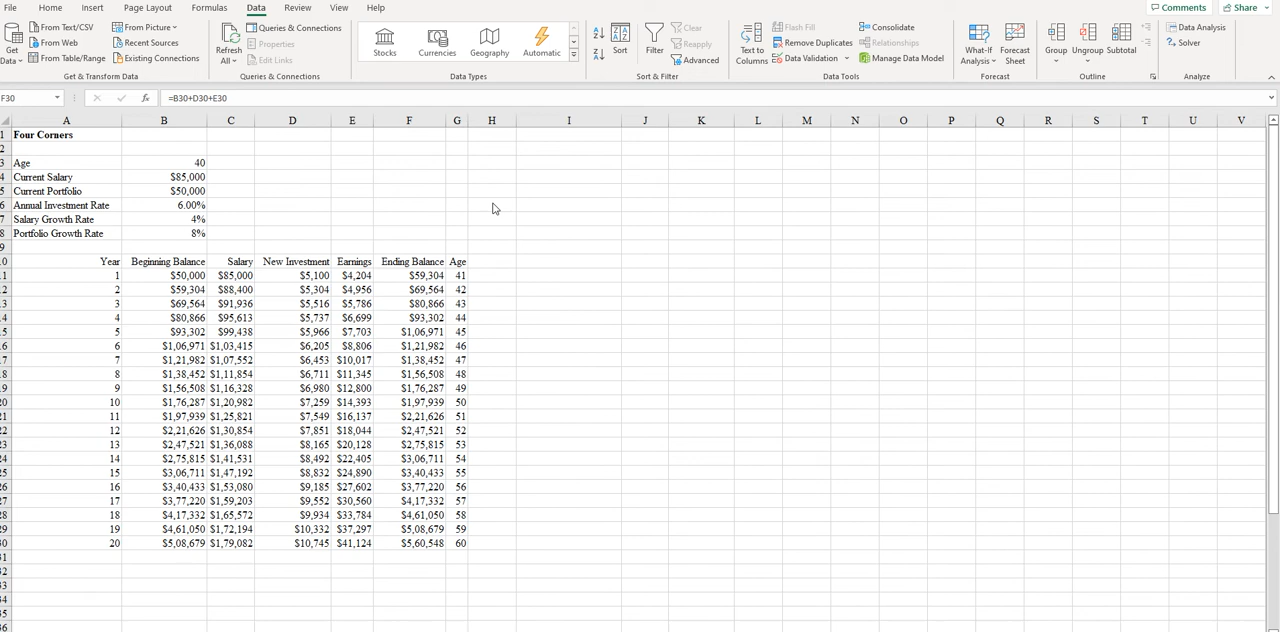 File Home Insert Page Layout Formulas Data Review View Help Comments Share
From Text/CSV From Picture Queries & Connections Flash Fill Consolidate Data Analysis
From Web Recent Sources Properties Clear Remove Duplicates Relationships Solver
Get Data From Table/Range Existing Connections Refresh All Edit Links Stocks Currencies Geography Automatic Sort Filter Reapply Advanced Text to Columns Data Validation Manage Data Model What-If Analysis Forecast Sheet Group Ungroup Subtotal
Get & Transform Data Queries & Connections Data Types Sort & Filter Data Tools Forecast Outline Analyze
F30 fx =B30+D30+E30
A B C D E F G H I J K L M N O P Q R S T U V
1 Four Corners
2
3 Age 40
4 Current Salary $85,000
5 Current Portfolio $50,000
6 Annual Investment Rate 6.00%
7 Salary Growth Rate 4%
8 Portfolio Growth Rate 8%
9
10 Year Beginning Balance Salary New Investment Earnings Ending Balance Age
11 1 $50,000 $85,000 $5,100 $4,204 $59,304 41
12 2 $59,304 $88,400 $5,304 $4,956 $69,564 42
13 3 $69,564 $91,936 $5,516 $5,786 $80,866 43
14 4 $80,866 $95,613 $5,737 $6,699 $93,302 44
15 5 $93,302 $99,438 $5,966 $7,703 $1,06,971 45
16 6 $1,06,971 $1,03,415 $6,205 $8,806 $1,21,982 46
17 7 $1,21,982 $1,07,552 $6,453 $10,017 $1,38,452 47
18 8 $1,38,452 $1,11,854 $6,711 $11,345 $1,56,508 48
19 9 $1,56,508 $1,16,328 $6,980 $12,800 $1,76,287 49
20 10 $1,76,287 $1,20,982 $7,259 $14,393 $1,97,939 50
21 11 $1,97,939 $1,25,821 $7,549 $16,137 $2,21,626 51
22 12 $2,21,626 $1,30,854 $7,851 $18,044 $2,47,521 52
23 13 $2,47,521 $1,36,088 $8,165 $20,128 $2,75,815 53
24 14 $2,75,815 $1,41,531 $8,492 $22,405 $3,06,711 54
25 15 $3,06,711 $1,47,192 $8,832 $24,890 $3,40,433 55
26 16 $3,40,433 $1,53,080 $9,185 $27,602 $3,77,220 56
27 17 $3,77,220 $1,59,203 $9,552 $30,560 $4,17,332 57
28 18 $4,17,332 $1,65,572 $9,934 $33,784 $4,61,050 58
29 19 $4,61,050 $1,72,194 $10,332 $37,297 $5,08,679 59
30 20 $5,08,679 $1,79,082 $10,745 $41,124 $5,60,548 60
31
32
33
34
35
36